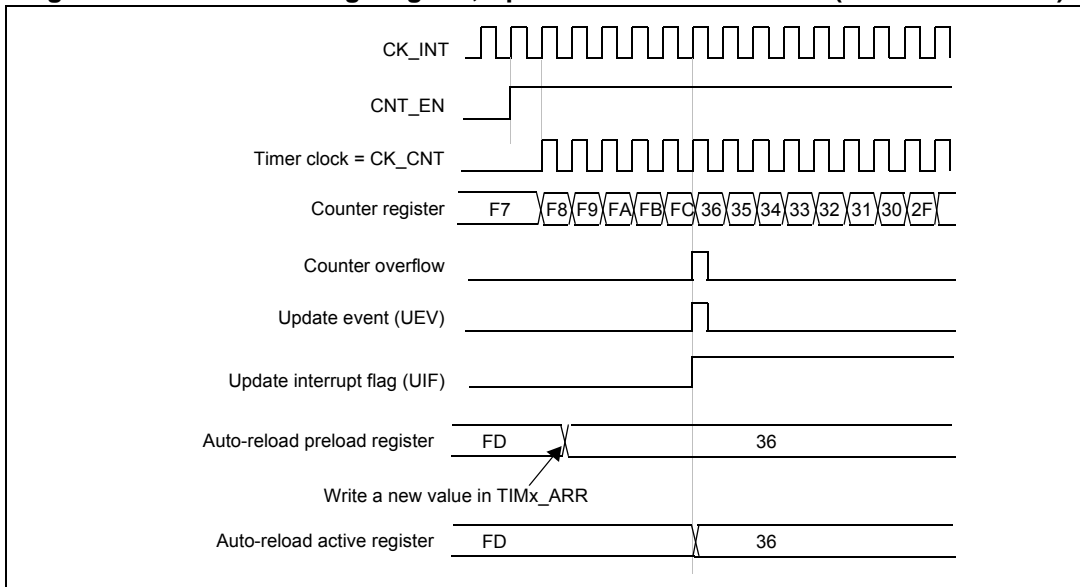 CK_INT
CNT_EN
Timer clock = CK_CNT
Counter register F7 F8 F9 FA FB FC 36 35 34 33 32 31 30 2F
Counter overflow
Update event (UEV)
Update interrupt flag (UIF)
Auto-reload preload register FD 36
Write a new value in TIMx_ARR
Auto-reload active register FD 36